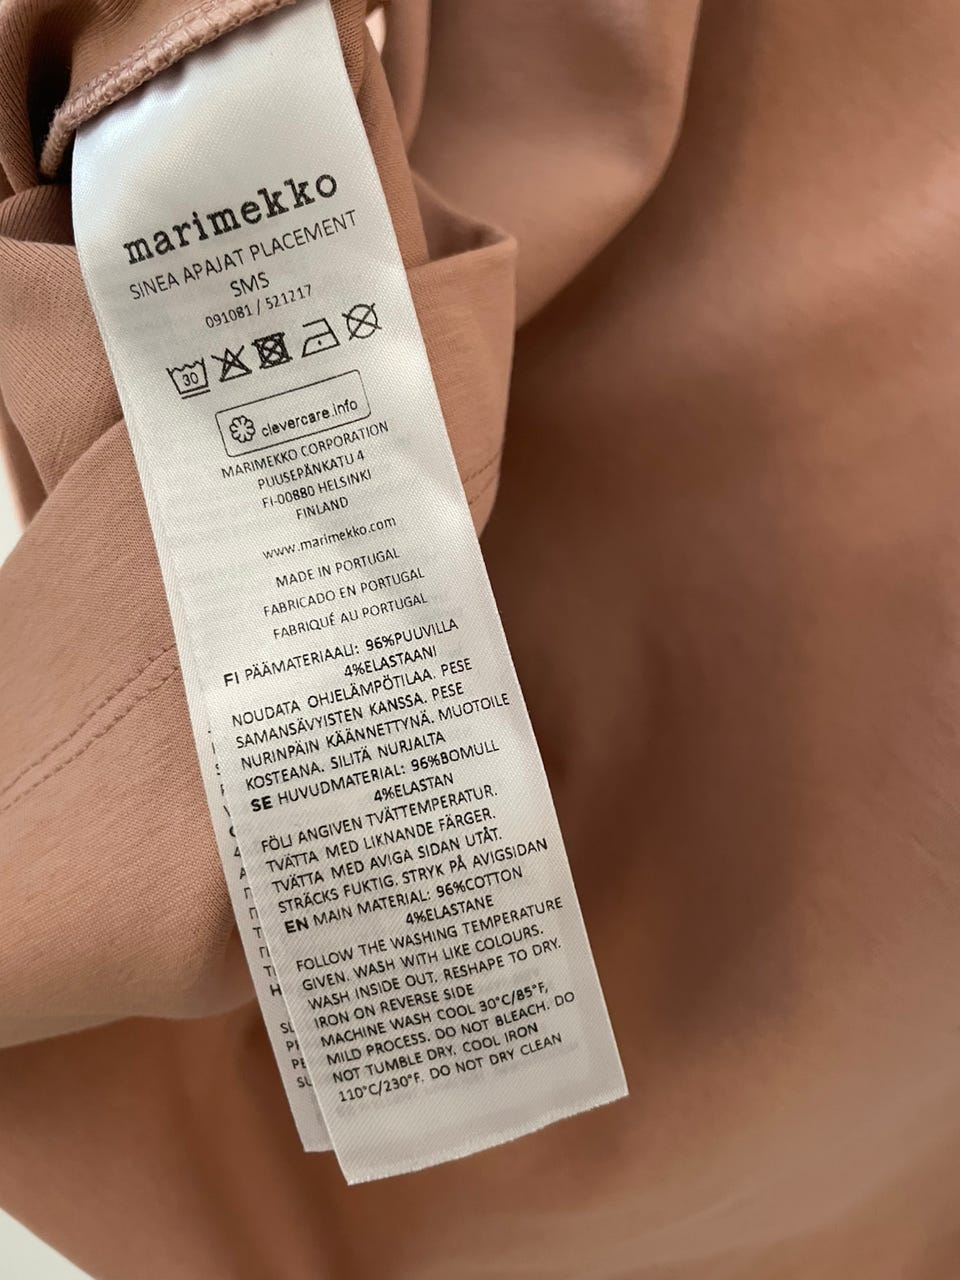 marimekko
SINEA APAJAT PLACEMENT
SMS
091081 / 521217
30
clevercare.info
MARIMEKKO CORPORATION
PUUSEPÄNKATU 4
FI-00880 HELSINKI
FINLAND
www.marimekko.com
MADE IN PORTUGAL
FABRICADO EN PORTUGAL
FABRIQUÉ AU PORTUGAL
FI PÄÄMATERIAALI: 96%PUUVILLA
4%ELASTAANI
NOUDATA OHJELÄMPÖTILAA. PESE
SAMANSÄVYISTEN KANSSA. PESE
NURINPÄIN KÄÄNNETTYNÄ. MUOTOILE
KOSTEANA. SILITÄ NURJALTA
SE HUVUDMATERIAL: 96%BOMULL
4%ELASTAN
FÖLJ ANGIVEN TVÄTTEMPERATUR.
TVÄTTA MED LIKNANDE FÄRGER.
TVÄTTA MED AVIGA SIDAN UTÅT.
STRÄCKS FUKTIG. STRYK PÅ AVIGSIDAN
EN MAIN MATERIAL: 96%COTTON
4%ELASTANE
FOLLOW THE WASHING TEMPERATURE
GIVEN. WASH WITH LIKE COLOURS.
WASH INSIDE OUT. RESHAPE TO DRY.
IRON ON REVERSE SIDE
MACHINE WASH COOL 30°C/85°F,
MILD PROCESS. DO NOT BLEACH. DO
NOT TUMBLE DRY. COOL IRON
110°C/230°F. DO NOT DRY CLEAN